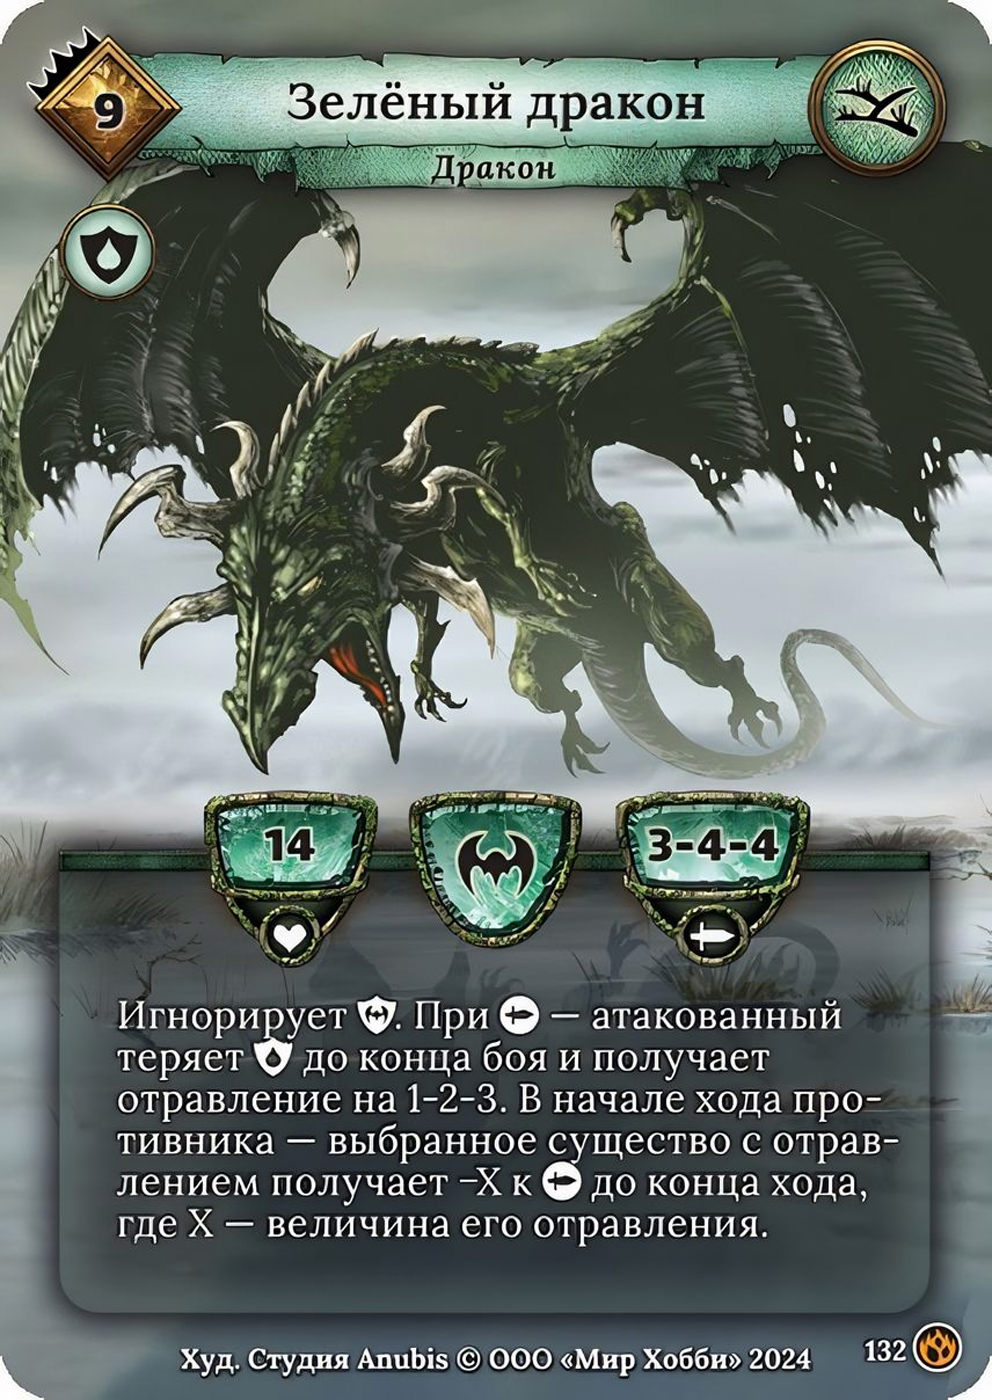 9
Зелёный дракон
Дракон
14
3-4-4
Игнорирует . При — атакованный
теряет до конца боя и получает
отравление на 1-2-3. В начале хода про-
тивника — выбранное существо с отрав-
лением получает –X к до конца хода,
где X — величина его отравления.
Худ. Студия Anubis © ООО «Мир Хобби» 2024
132